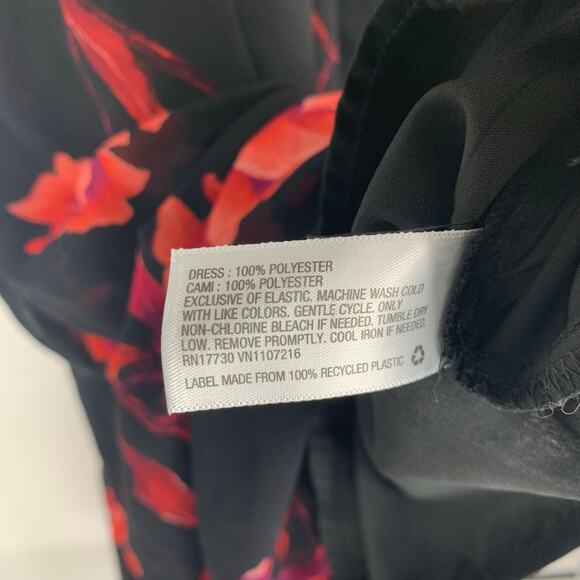 DRESS : 100% POLYESTER
CAMI : 100% POLYESTER
EXCLUSIVE OF ELASTIC. MACHINE WASH COLD
WITH LIKE COLORS. GENTLE CYCLE. ONLY
NON-CHLORINE BLEACH IF NEEDED. TUMBLE DRY
LOW. REMOVE PROMPTLY. COOL IRON IF NEEDED.
RN17730 VN1107216
LABEL MADE FROM 100% RECYCLED PLASTIC